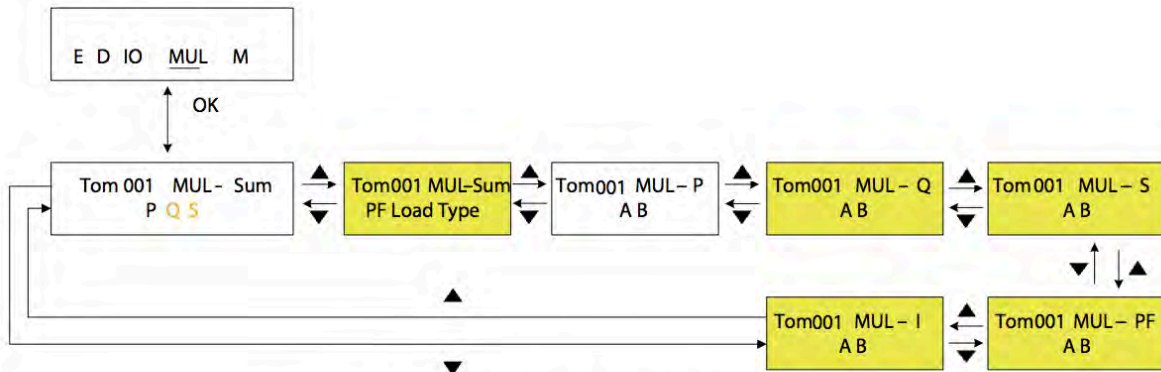 E D IO MUL M
OK
Tom 001 MUL- Sum
P Q S
Tom001 MUL-Sum
PF Load Type
Tom001 MUL- P
A B
Tom001 MUL - Q
A B
Tom001 MUL - S
A B
Tom001 MUL - I
A B
Tom001 MUL- PF
A B